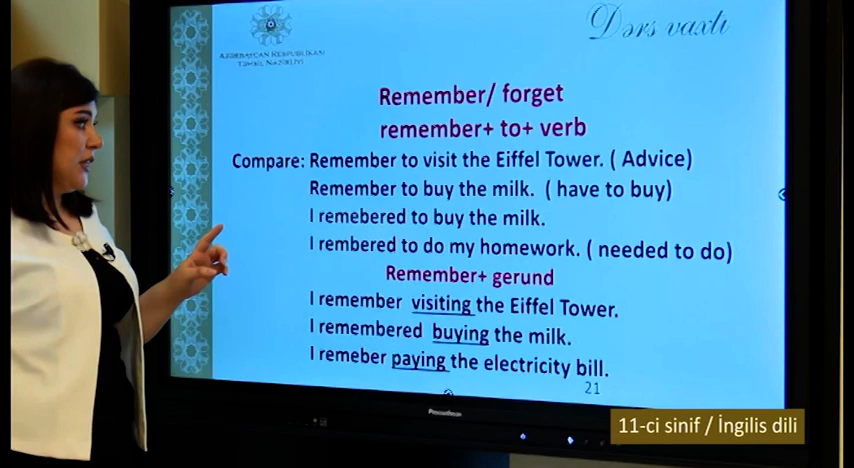 Dərs vaxtı
AZƏRBAYCAN RESPUBLİKASI
TƏHSİL NAZİRLİYİ
Remember/ forget
remember+ to+ verb
Compare: Remember to visit the Eiffel Tower. ( Advice)
Remember to buy the milk. ( have to buy)
I remebered to buy the milk.
I rembered to do my homework. ( needed to do)
Remember+ gerund
I remember visiting the Eiffel Tower.
I remembered buying the milk.
I remeber paying the electricity bill.
21
11-ci sinif / İngilis dili